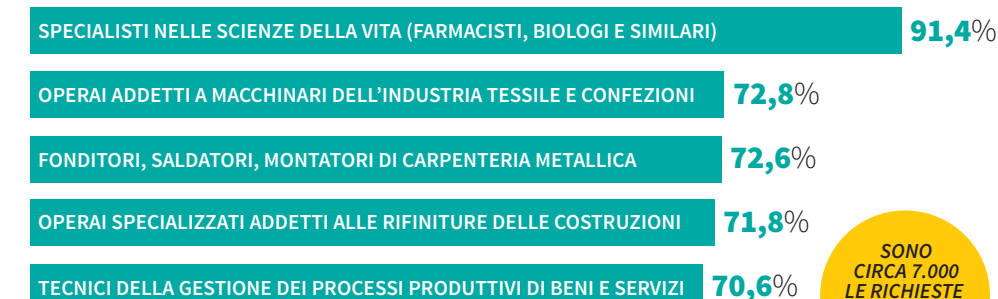 SPECIALISTI NELLE SCIENZE DELLA VITA (FARMACISTI, BIOLOGI E SIMILARI) 91,4%
OPERAI ADDETTI A MACCHINARI DELL’INDUSTRIA TESSILE E CONFEZIONI 72,8%
FONDITORI, SALDATORI, MONTATORI DI CARPENTERIA METALLICA 72,6%
OPERAI SPECIALIZZATI ADDETTI ALLE RIFINITURE DELLE COSTRUZIONI 71,8%
TECNICI DELLA GESTIONE DEI PROCESSI PRODUTTIVI DI BENI E SERVIZI 70,6%
SONO
CIRCA 7.000
LE RICHIESTE